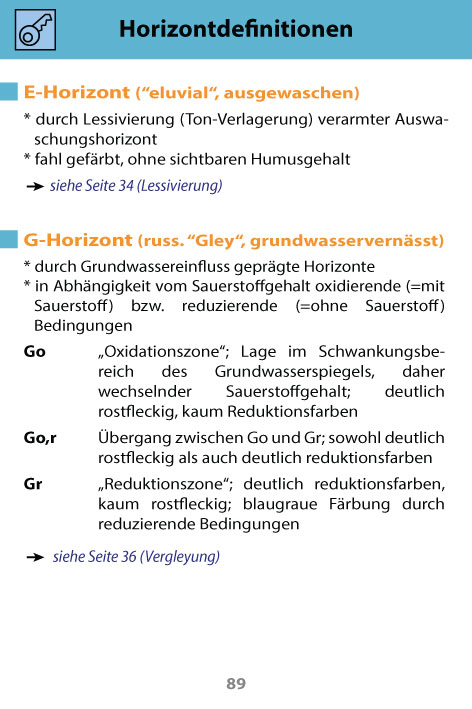 Horizontdefinitionen
E-Horizont (“eluvial“, ausgewaschen)
* durch Lessivierung (Ton-Verlagerung) verarmter Auswa-
schungshorizont
* fahl gefärbt, ohne sichtbaren Humusgehalt
➔ siehe Seite 34 (Lessivierung)
G-Horizont (russ. “Gley“, grundwasservernässt)
* durch Grundwassereinfluss geprägte Horizonte
* in Abhängigkeit vom Sauerstoffgehalt oxidierende (=mit
Sauerstoff) bzw. reduzierende (=ohne Sauerstoff)
Bedingungen
Go „Oxidationszone“; Lage im Schwankungsbe-
reich des Grundwasserspiegels, daher
wechselnder Sauerstoffgehalt; deutlich
rostfleckig, kaum Reduktionsfarben
Go,r Übergang zwischen Go und Gr; sowohl deutlich
rostfleckig als auch deutlich reduktionsfarben
Gr „Reduktionszone“; deutlich reduktionsfarben,
kaum rostfleckig; blaugraue Färbung durch
reduzierende Bedingungen
➔ siehe Seite 36 (Vergleyung)
89